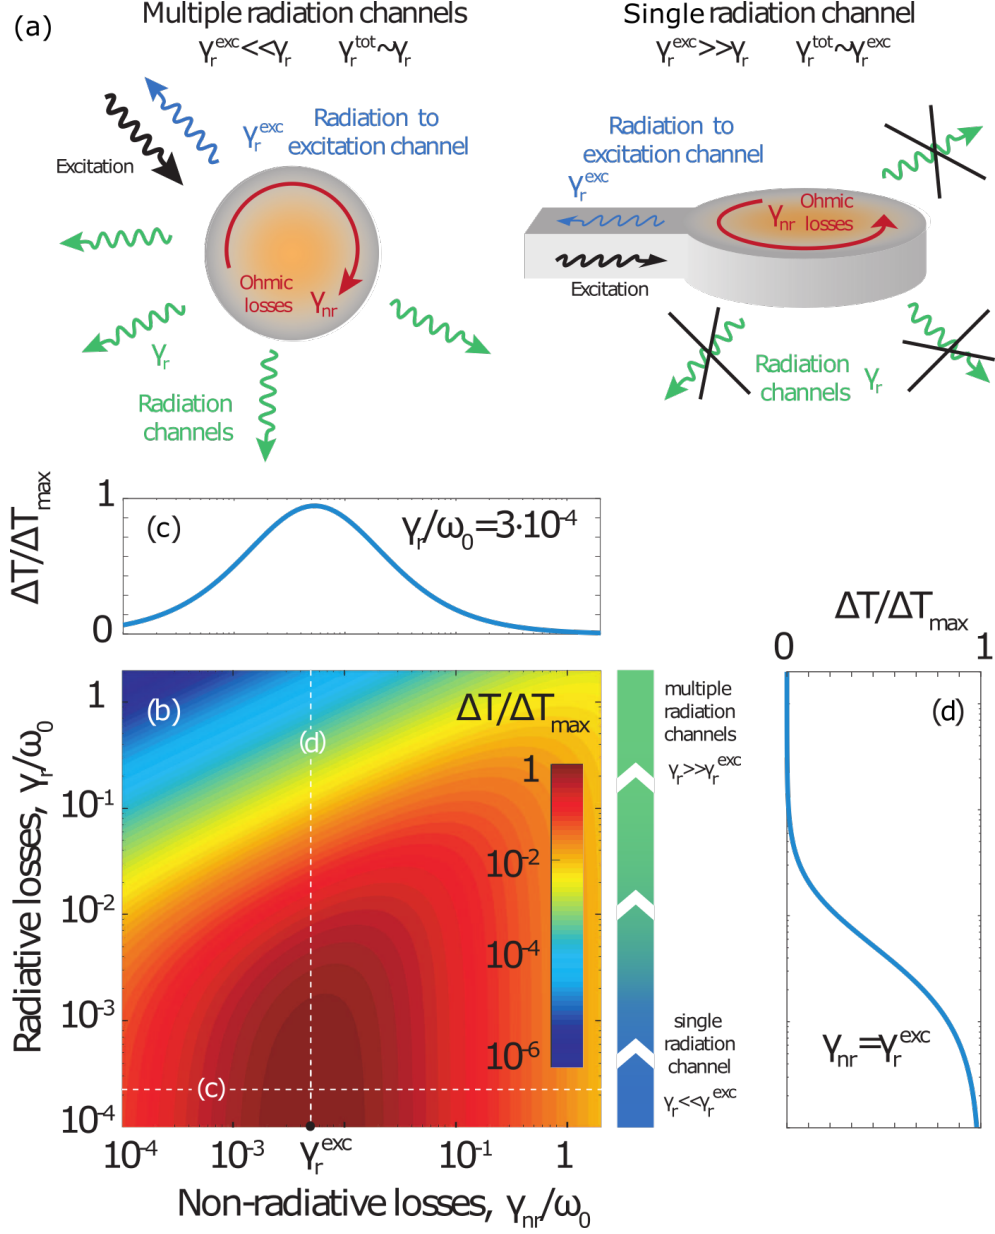 (a)
Multiple radiation channels
γᵣᵉˣᶜ<<γᵣ γᵣᵗᵒᵗ~γᵣ
γᵣᵉˣᶜ
Radiation to
excitation channel
Excitation
Ohmic
losses
γₙᵣ
γᵣ
Radiation
channels
Single radiation channel
γᵣᵉˣᶜ>>γᵣ γᵣᵗᵒᵗ~γᵣᵉˣᶜ
Radiation to
excitation channel
γᵣᵉˣᶜ
γₙᵣ Ohmic
losses
Excitation
Radiation
channels γᵣ
(c)
γᵣ/ω₀=3·10⁻⁴
ΔT/ΔTₘₐₓ
1
0
(b)
ΔT/ΔTₘₐₓ
(d)
(c)
1
10⁻²
10⁻⁴
10⁻⁶
Radiative losses, γᵣ/ω₀
1
10⁻¹
10⁻²
10⁻³
10⁻⁴
10⁻⁴ 10⁻³ γᵣᵉˣᶜ 10⁻¹ 1
Non-radiative losses, γₙᵣ/ω₀
multiple
radiation
channels
γᵣ>>γᵣᵉˣᶜ
single
radiation
channel
γᵣ<<γᵣᵉˣᶜ
ΔT/ΔTₘₐₓ
0 1
(d)
γₙᵣ=γᵣᵉˣᶜ